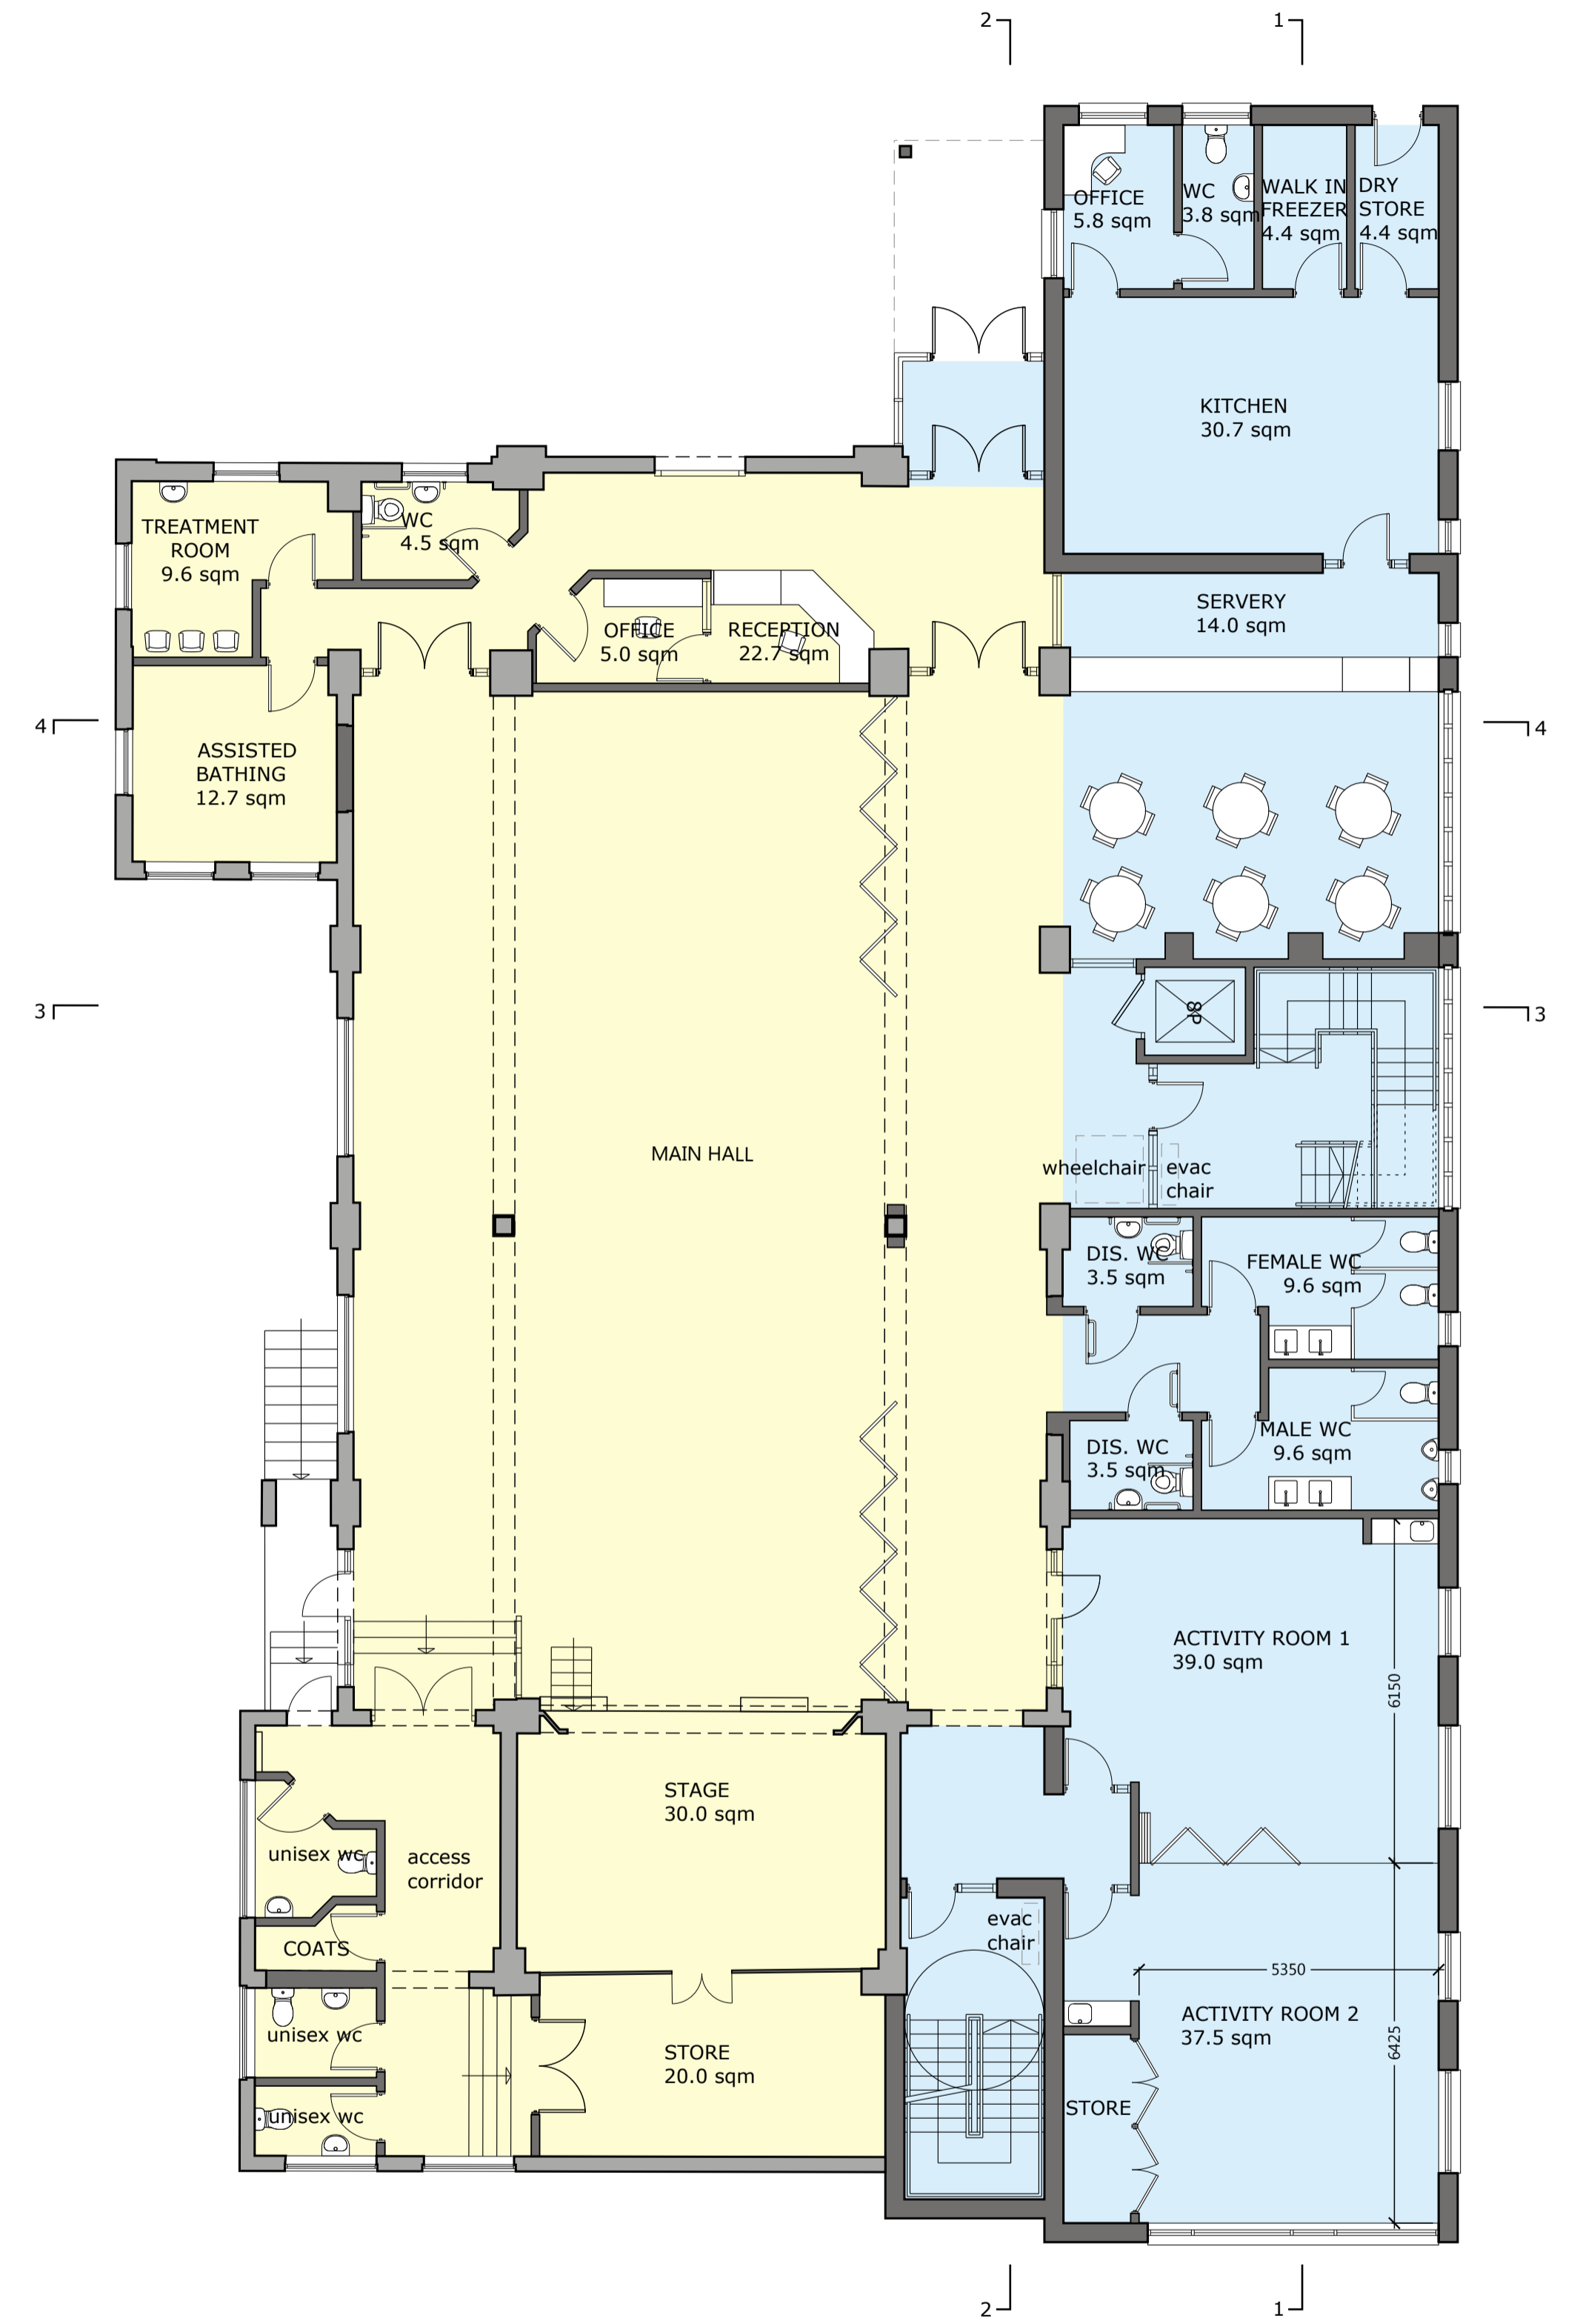 2
1
OFFICE
5.8 sqm
WC
3.8 sqm
WALK IN
FREEZER
4.4 sqm
DRY
STORE
4.4 sqm
KITCHEN
30.7 sqm
TREATMENT
ROOM
9.6 sqm
WC
4.5 sqm
OFFICE
5.0 sqm
RECEPTION
22.7 sqm
SERVERY
14.0 sqm
4
4
ASSISTED
BATHING
12.7 sqm
3
3
8P
MAIN HALL
wheelchair
evac
chair
DIS. WC
3.5 sqm
FEMALE WC
9.6 sqm
MALE WC
9.6 sqm
DIS. WC
3.5 sqm
ACTIVITY ROOM 1
39.0 sqm
6150
STAGE
30.0 sqm
unisex wc
access
corridor
COATS
evac
chair
5350
ACTIVITY ROOM 2
37.5 sqm
6425
unisex wc
STORE
20.0 sqm
STORE
unisex wc
2
1